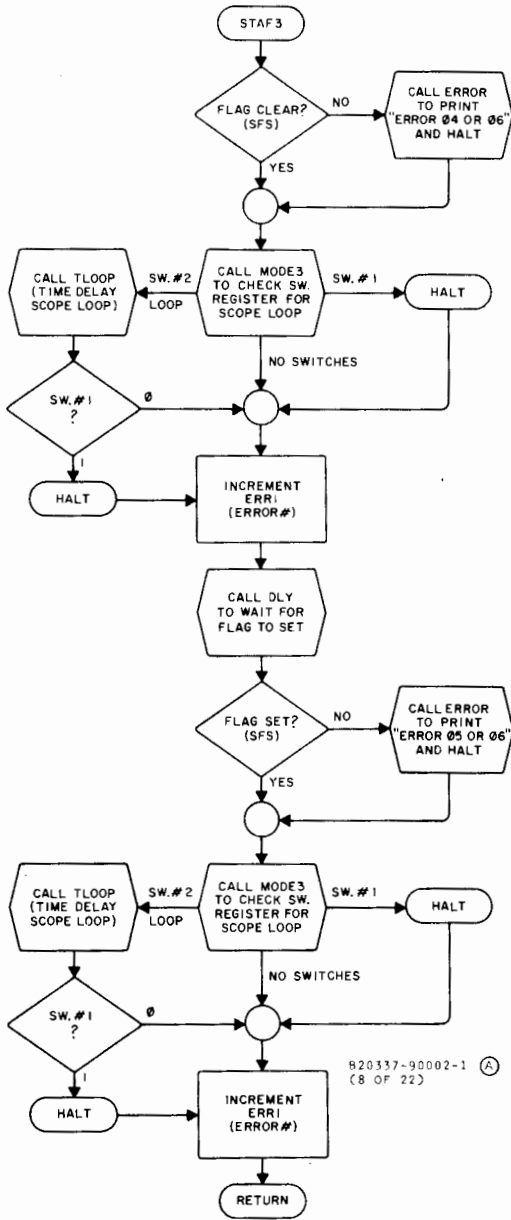 STAF3
FLAG CLEAR?
(SFS)
NO
CALL ERROR
TO PRINT
"ERROR Ø4 OR Ø6"
AND HALT
YES
CALL TLOOP
(TIME DELAY
SCOPE LOOP)
SW.#2
LOOP
CALL MODE3
TO CHECK SW.
REGISTER FOR
SCOPE LOOP
SW.#1
HALT
NO SWITCHES
SW.#1
?
Ø
1
HALT
INCREMENT
ERR1
(ERROR#)
CALL DLY
TO WAIT FOR
FLAG TO SET
FLAG SET?
(SFS)
NO
CALL ERROR
TO PRINT
"ERROR Ø5 OR Ø6"
AND HALT
YES
CALL TLOOP
(TIME DELAY
SCOPE LOOP)
SW.#2
LOOP
CALL MODE3
TO CHECK SW.
REGISTER FOR
SCOPE LOOP
SW.#1
HALT
NO SWITCHES
SW.#1
?
Ø
1
HALT
INCREMENT
ERR1
(ERROR#)
820337-90002-1 A
(8 OF 22)
RETURN